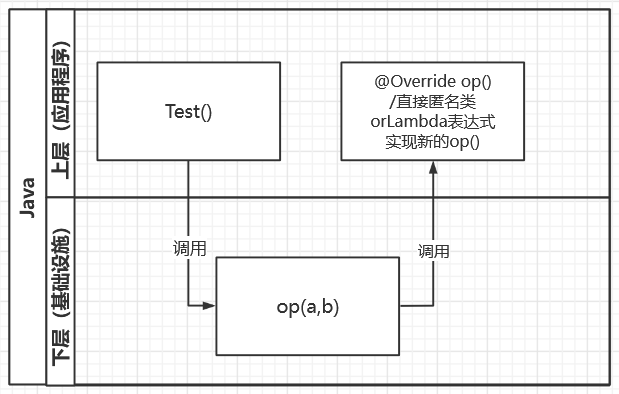 Java
上层（应用程序）
Test()
@Override op()
/直接匿名类
orLambda表达式
实现新的op()
调用
调用
下层（基础设施）
op(a,b)